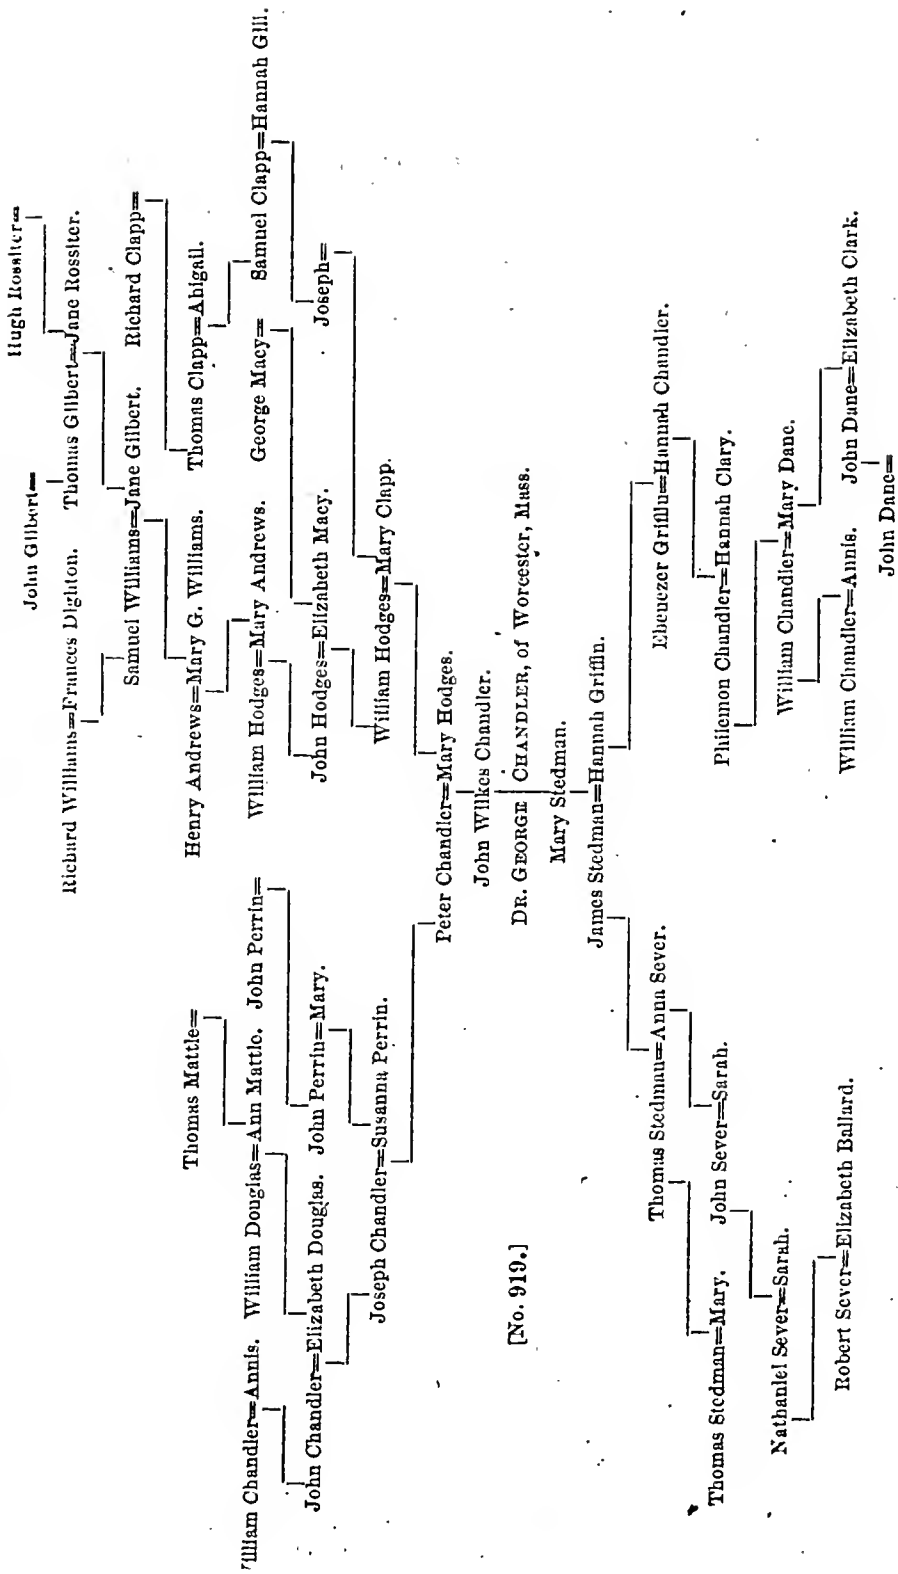 Hugh Rossiter=
John Gilbert=
Richard Williams=Frances Dighton. Thomas Gilbert=Jane Rossiter.
Samuel Williams=Jane Gilbert. Richard Clapp=
Thomas Mattle= Henry Andrews=Mary G. Williams. Thomas Clapp=Abigail.
William Chandler=Annis. William Douglas=Ann Mattle. John Perrin= William Hodges=Mary Andrews. George Macy= Samuel Clapp=Hannah Gill.
John Chandler=Elizabeth Douglas. John Perrin=Mary. John Hodges=Elizabeth Macy. Joseph=
Joseph Chandler=Susanna Perrin. William Hodges=Mary Clapp.
Peter Chandler=Mary Hodges.
John Wilkes Chandler.
[No. 919.] DR. GEORGE CHANDLER, of Worcester, Mass.
Mary Stedman.
James Stedman=Hannah Griffin.
Thomas Stedman=Anna Sever. Ebenezer Griffin=Hannah Chandler.
Thomas Stedman=Mary. John Sever=Sarah. Philemon Chandler=Hannah Clary.
Nathaniel Sever=Sarah. William Chandler=Mary Dane.
Robert Sever=Elizabeth Ballard. William Chandler=Annis. John Dane=Elizabeth Clark.
John Dane=